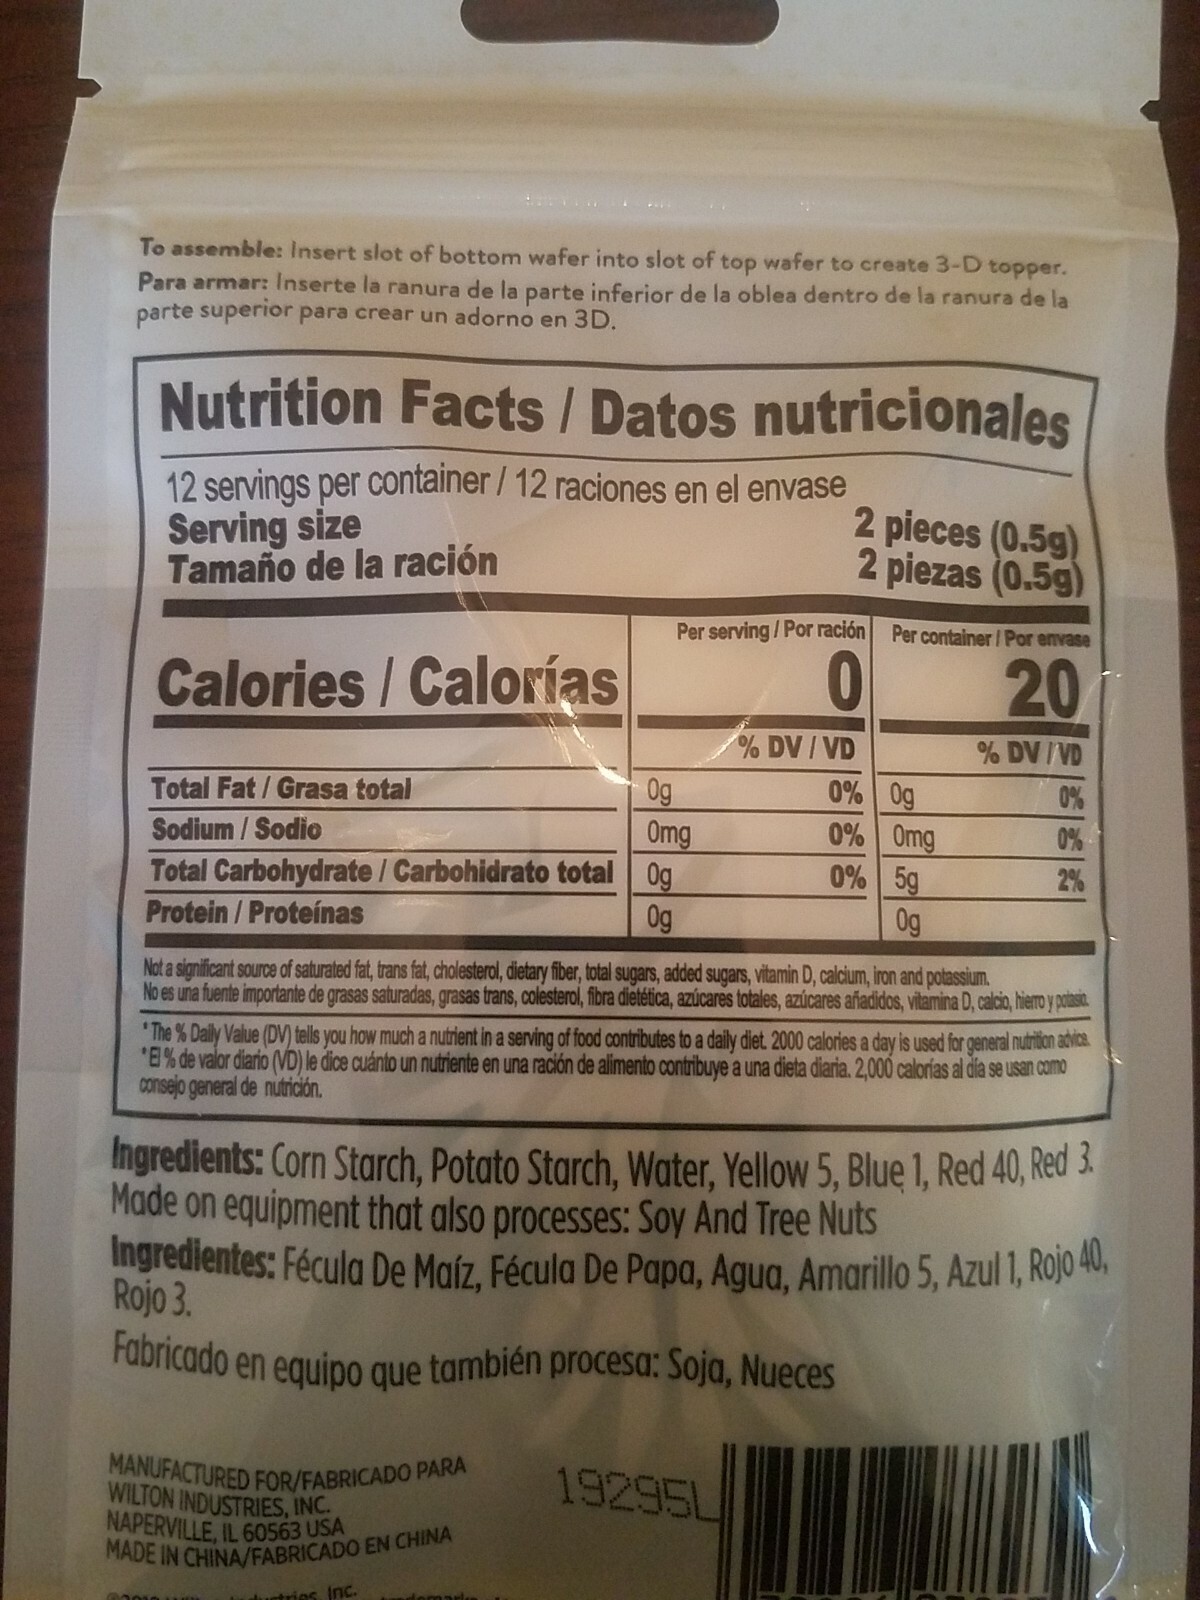 To assemble: Insert slot of bottom wafer into slot of top wafer to create 3-D topper.
Para armar: Inserte la ranura de la parte inferior de la oblea dentro de la ranura de la
parte superior para crear un adorno en 3D.
Nutrition Facts / Datos nutricionales
12 servings per container / 12 raciones en el envase
Serving size 2 pieces (0.5g)
Tamaño de la ración 2 piezas (0.5g)
Per serving / Por ración Per container / Por envase
Calories / Calorías 0 20
% DV / VD % DV / VD
Total Fat / Grasa total 0g 0% 0g 0%
Sodium / Sodio 0mg 0% 0mg 0%
Total Carbohydrate / Carbohidrato total 0g 0% 5g 2%
Protein / Proteínas 0g 0g
Not a significant source of saturated fat, trans fat, cholesterol, dietary fiber, total sugars, added sugars, vitamin D, calcium, iron and potassium.
No es una fuente importante de grasas saturadas, grasas trans, colesterol, fibra dietética, azúcares totales, azúcares añadidos, vitamina D, calcio, hierro y potasio.
* The % Daily Value (DV) tells you how much a nutrient in a serving of food contributes to a daily diet. 2000 calories a day is used for general nutrition advice.
* El % de valor diario (VD) le dice cuánto un nutriente en una ración de alimento contribuye a una dieta diaria. 2,000 calorías al día se usan como
consejo general de nutrición.
Ingredients: Corn Starch, Potato Starch, Water, Yellow 5, Blue 1, Red 40, Red 3.
Made on equipment that also processes: Soy And Tree Nuts
Ingredientes: Fécula De Maíz, Fécula De Papa, Agua, Amarillo 5, Azul 1, Rojo 40,
Rojo 3.
Fabricado en equipo que también procesa: Soja, Nueces
MANUFACTURED FOR/FABRICADO PARA
WILTON INDUSTRIES, INC.
NAPERVILLE, IL 60563 USA
MADE IN CHINA/FABRICADO EN CHINA
19295L
Inc.